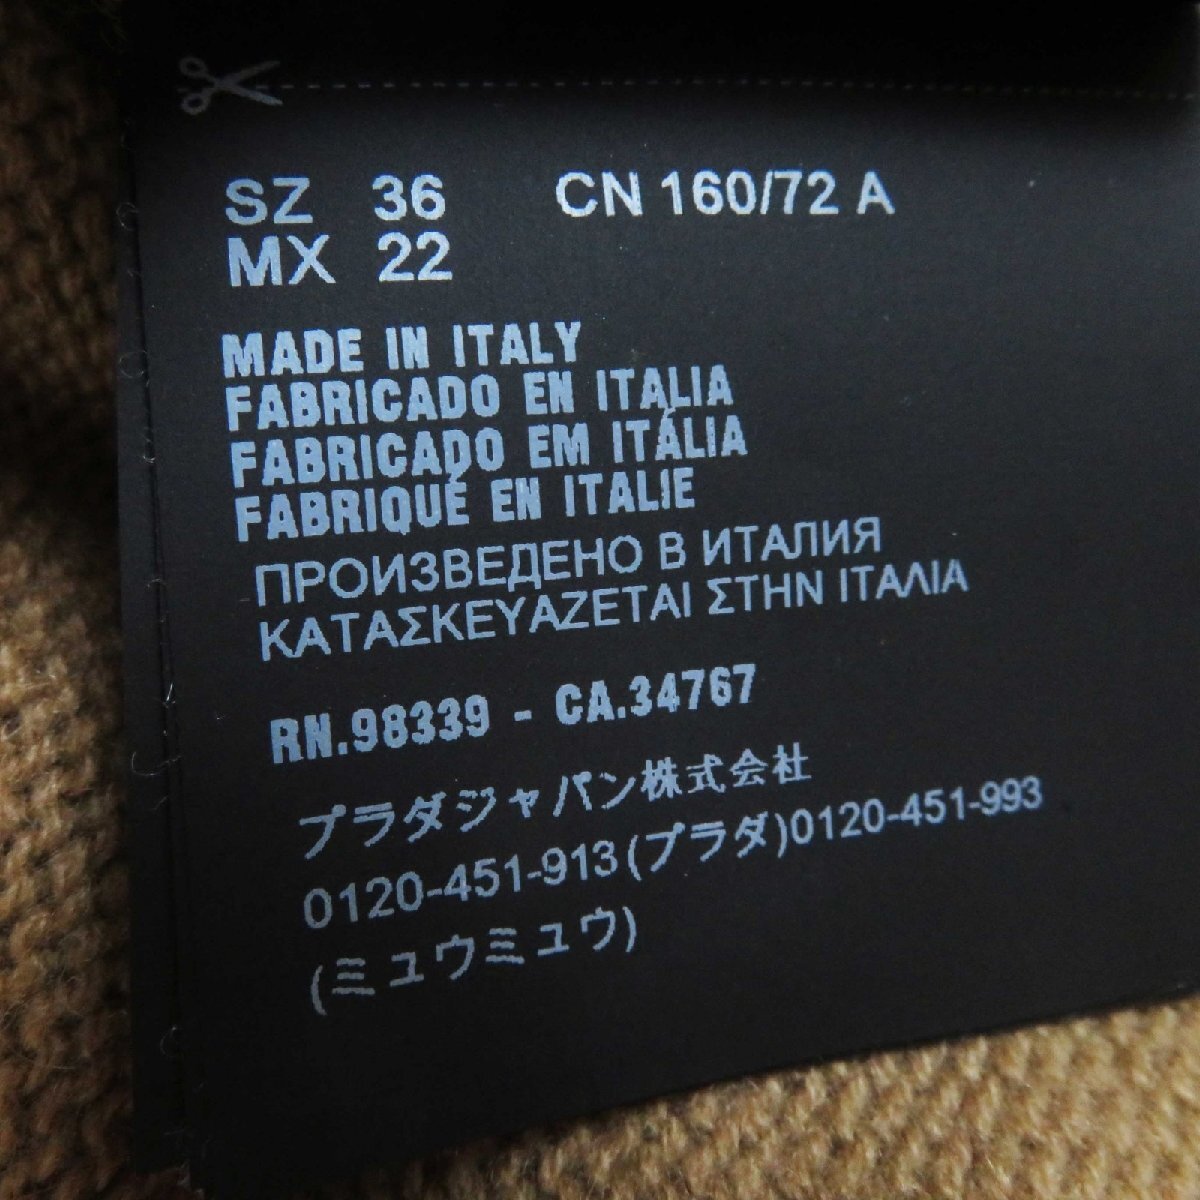 SZ 36 CN 160/72 A
MX 22
MADE IN ITALY
FABRICADO EN ITALIA
FABRICADO EM ITÁLIA
FABRIQUÉ EN ITALIE
ПРОИЗВЕДЕНО В ИТАЛИЯ
ΚΑΤΑΣΚΕΥΑΖΕΤΑΙ ΣΤΗΝ ΙΤΑΛΙΑ
RN.98339 - CA.34767
プラダジャパン株式会社
0120-451-913(プラダ)0120-451-993
(ミュウミュウ)